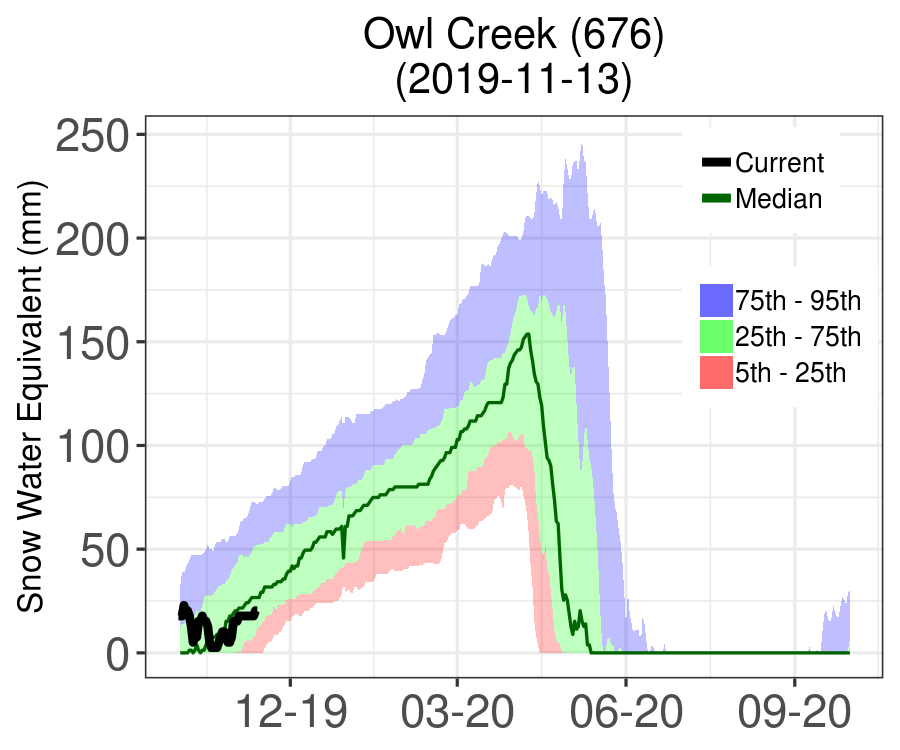 Owl Creek (676)
(2019-11-13)
Snow Water Equivalent (mm)
250
200
150
100
50
0
12-19
03-20
06-20
09-20
Current
Median
75th - 95th
25th - 75th
5th - 25th